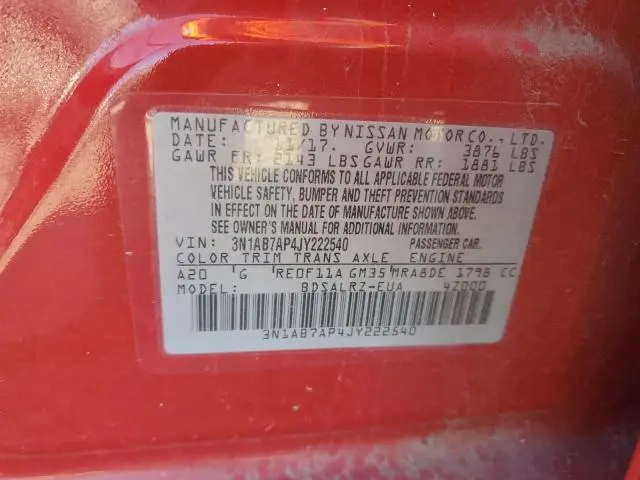 MANUFACTURED BY NISSAN MOTOR CO., LTD.
DATE: 11/17. GVWR: 3876 LBS
GAWR FR: 2143 LBS GAWR RR: 1881 LBS
THIS VEHICLE CONFORMS TO ALL APPLICABLE FEDERAL MOTOR
VEHICLE SAFETY, BUMPER AND THEFT PREVENTION STANDARDS
IN EFFECT ON THE DATE OF MANUFACTURE SHOWN ABOVE.
SEE OWNER'S MANUAL FOR ADDITIONAL INFORMATION
VIN: 3N1AB7AP4JY222540 PASSENGER CAR.
COLOR TRIM TRANS AXLE ENGINE
A20 G RE0F11A GM35 MRA8DE 1798 CC
MODEL: BDSALRZ-EUA 4Z000
3N1AB7AP4JY222540